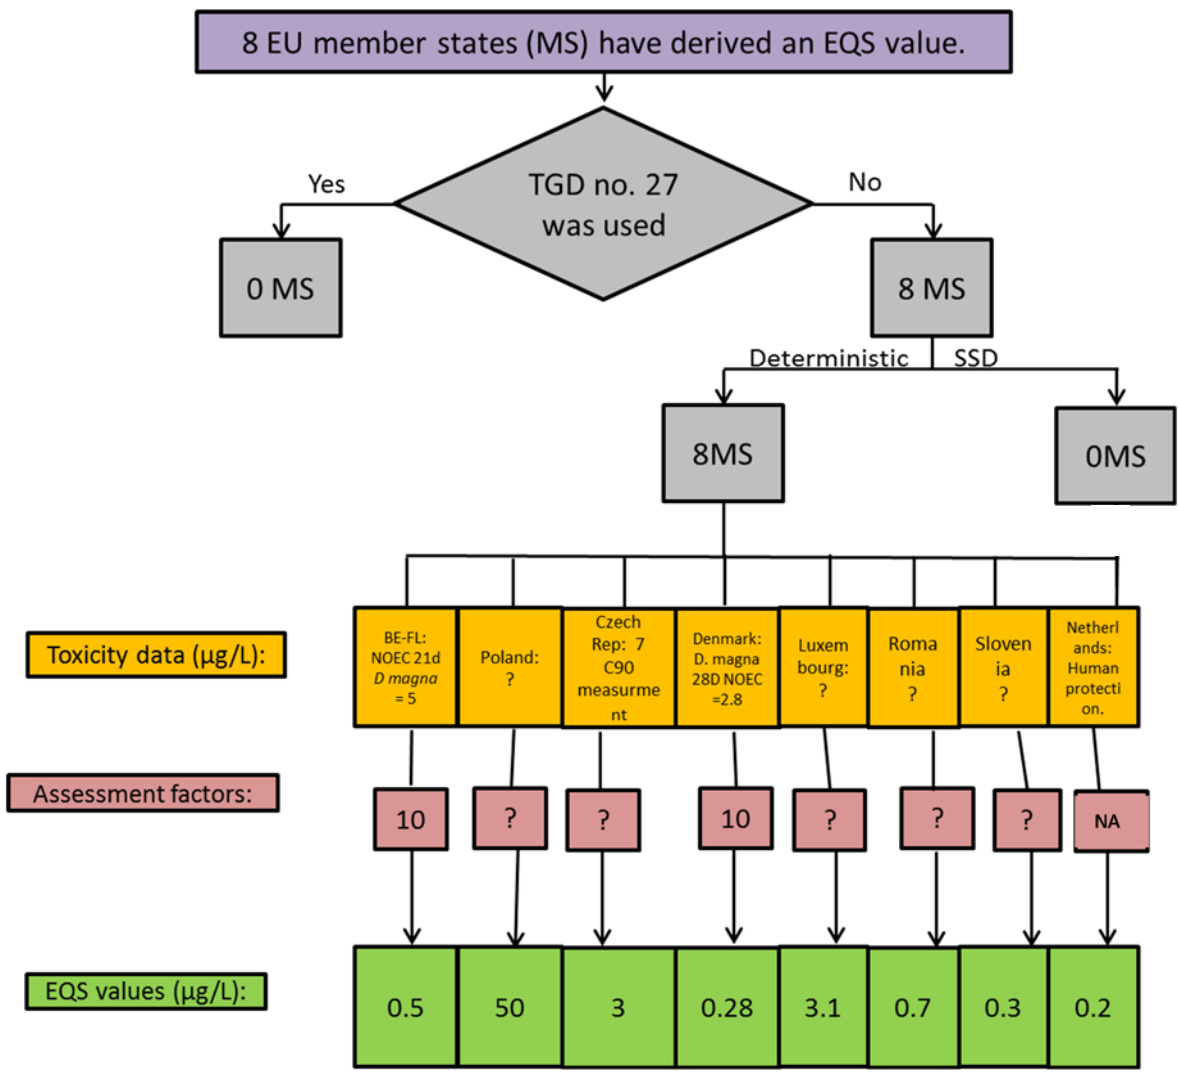 8 EU member states (MS) have derived an EQS value.
TGD no. 27
was used
Yes
No
0 MS
8 MS
Deterministic
SSD
8MS
0MS
Toxicity data (µg/L):
BE-FL:
NOEC 21d
D magna
= 5
Poland:
?
Czech
Rep: 7
C90
measurme
nt
Denmark:
D. magna
28D NOEC
=2.8
Luxem
bourg:
?
Roma
nia
?
Sloven
ia
?
Netherl
ands:
Human
protecti
on.
Assessment factors:
10
?
?
10
?
?
?
NA
EQS values (µg/L):
0.5
50
3
0.28
3.1
0.7
0.3
0.2